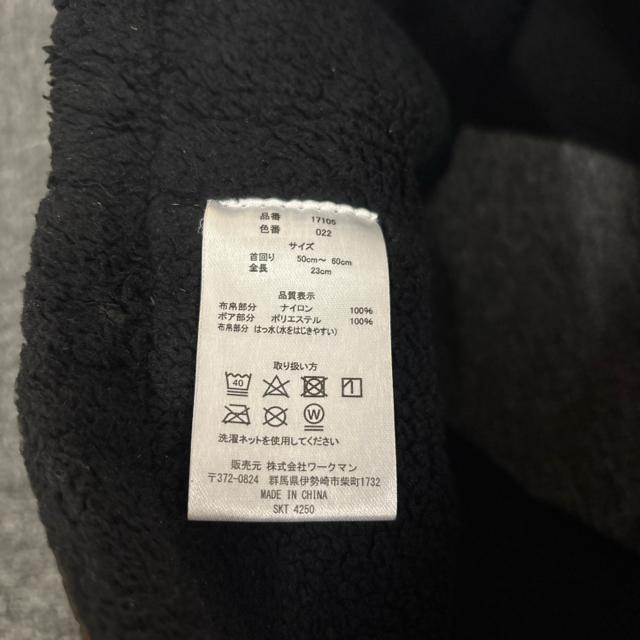 品番 17106
色番 022
サイズ
首回り 50cm～ 60cm
全長 23cm
品質表示
布帛部分 ナイロン 100%
ボア部分 ポリエステル 100%
布帛部分 はっ水(水をはじきやすい)
取り扱い方
40
W
洗濯ネットを使用してください
販売元 株式会社ワークマン
〒372-0824 群馬県伊勢崎市柴町1732
MADE IN CHINA
SKT 4250